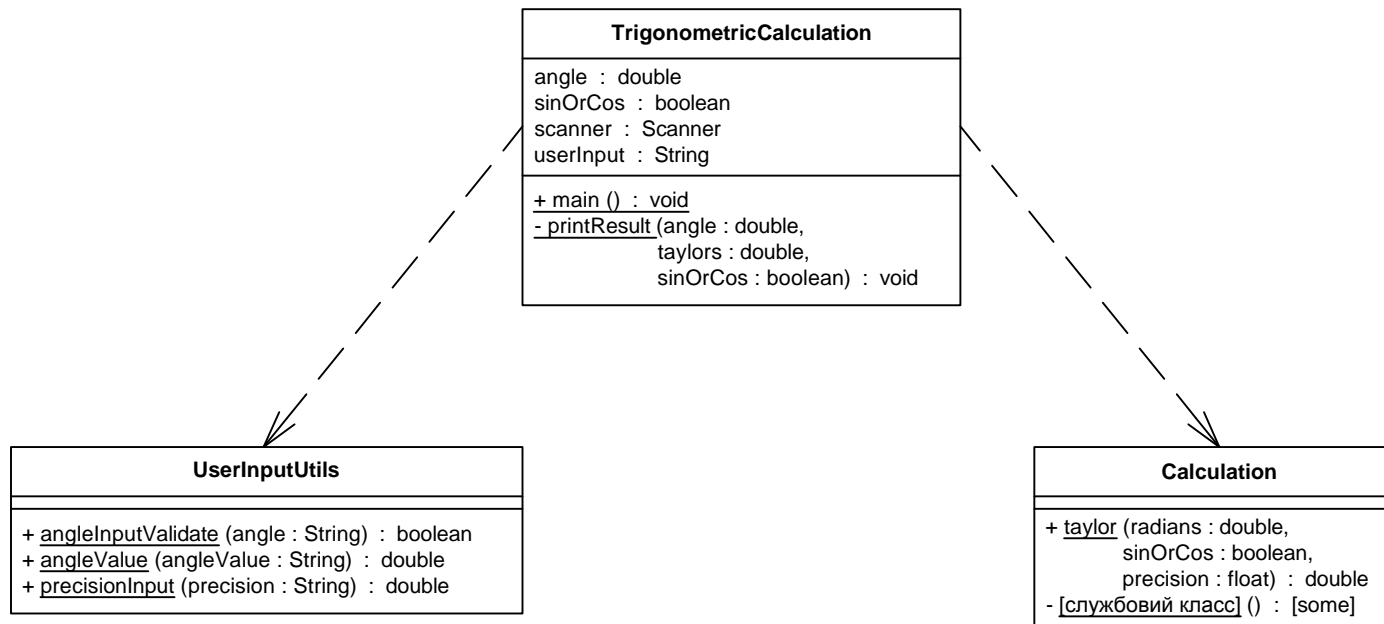 TrigonometricCalculation
angle : double
sinOrCos : boolean
scanner : Scanner
userInput : String
+ main () : void
- printResult (angle : double,
taylors : double,
sinOrCos : boolean) : void
UserInputUtils
+ angleInputValidate (angle : String) : boolean
+ angleValue (angleValue : String) : double
+ precisionInput (precision : String) : double
Calculation
+ taylor (radians : double,
sinOrCos : boolean,
precision : float) : double
- [службовий класс] () : [some]